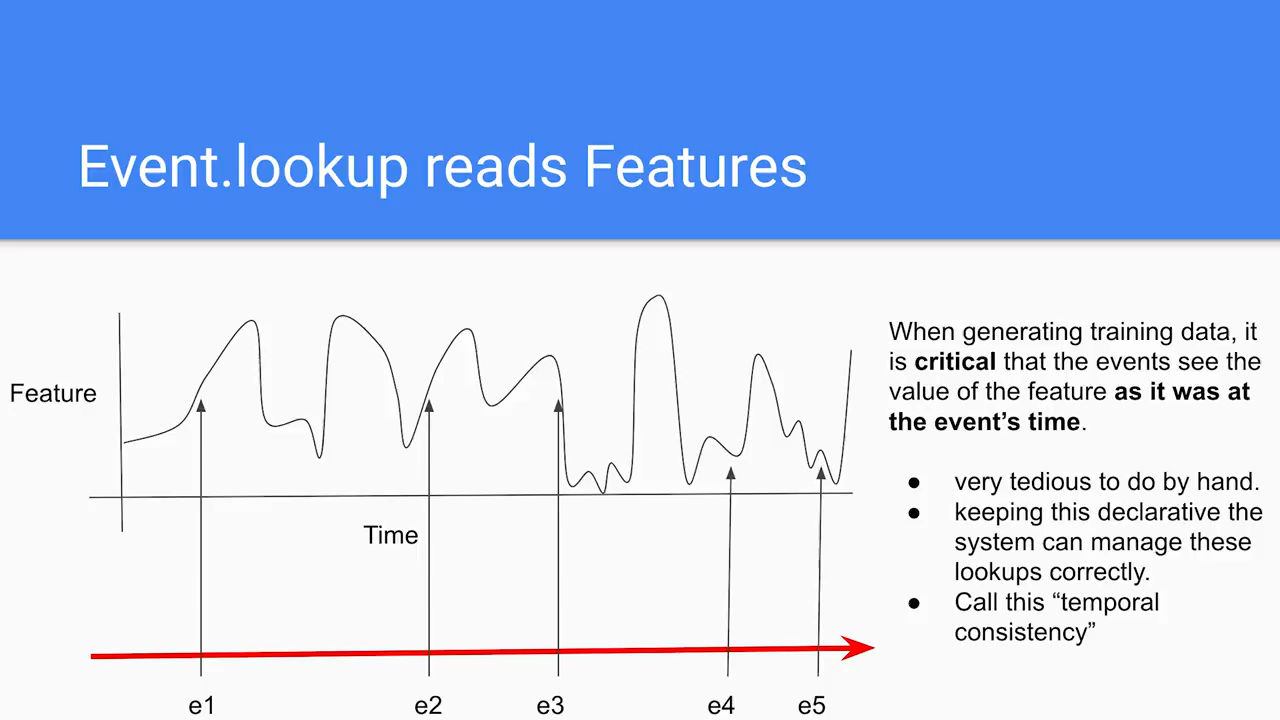 Event.lookup reads Features
Feature
Time
e1
e2
e3
e4
e5
When generating training data, it
is critical that the events see the
value of the feature as it was at
the event's time.
● very tedious to do by hand.
● keeping this declarative the
system can manage these
lookups correctly.
● Call this “temporal
consistency”